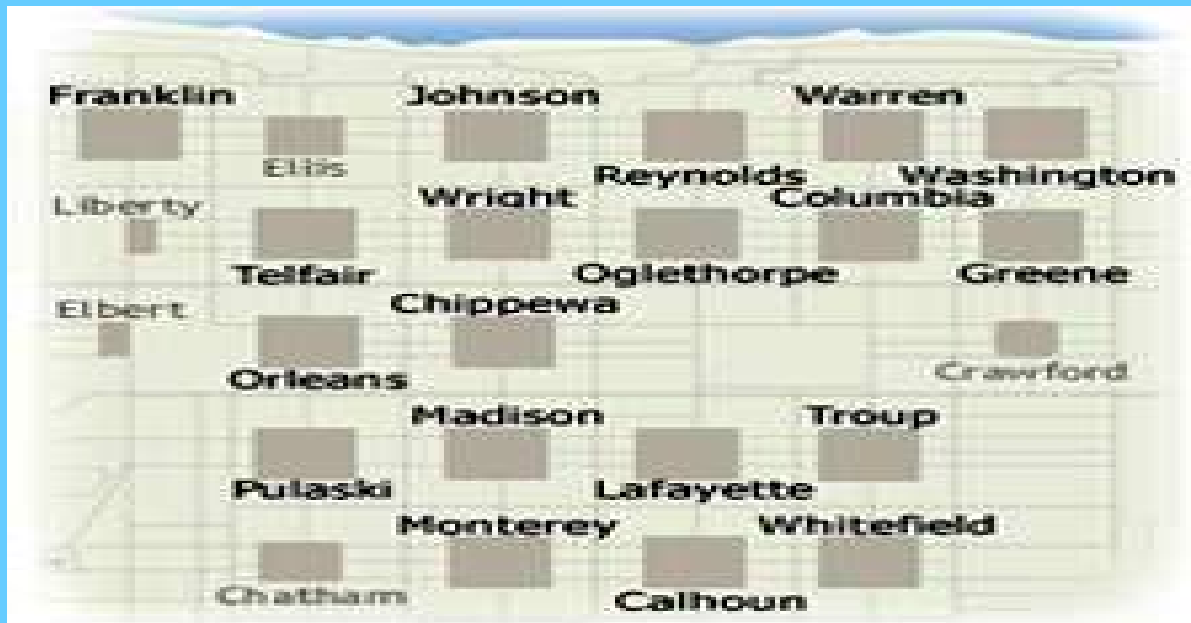 Franklin Johnson Warren
Ellis Reynolds Washington
Liberty Wright Columbia
Telfair Oglethorpe Greene
Elbert Chippewa
Orleans Crawford
Madison Troup
Pulaski Lafayette
Monterey Whitefield
Chatham Calhoun